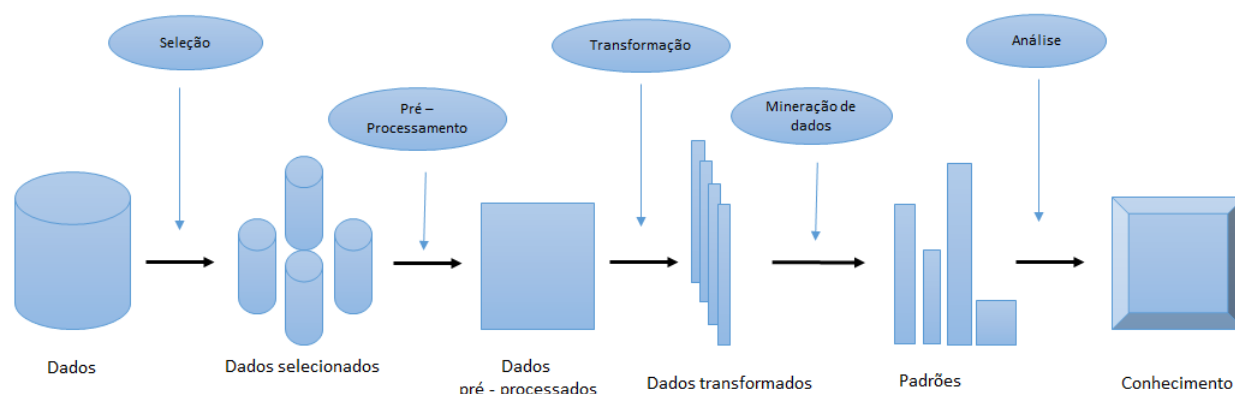 Seleção
Pré –
Processamento
Transformação
Mineração de
dados
Análise
Dados
Dados selecionados
Dados
pré - processados
Dados transformados
Padrões
Conhecimento